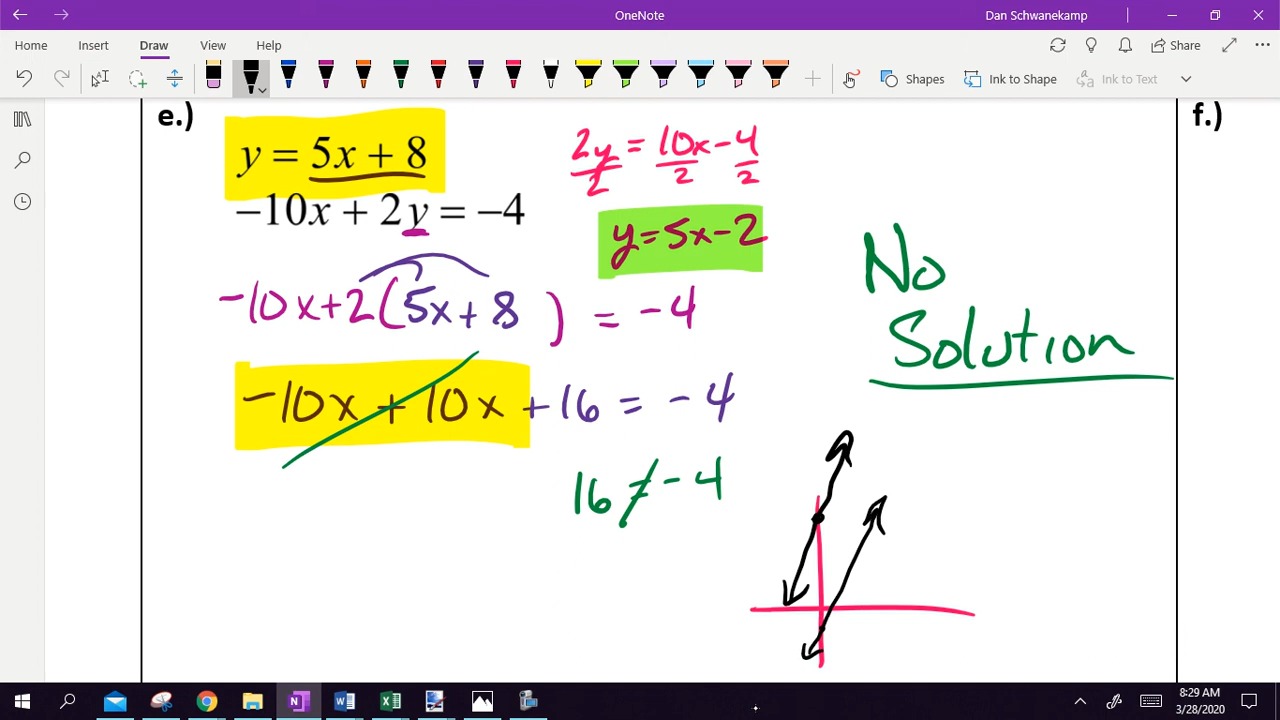 OneNote
Dan Schwanekamp
Home Insert Draw View Help
Share
Shapes Ink to Shape Ink to Text
e.)
f.)
y = 5x + 8
−10x + 2y = −4
2y = 10x − 4
2 2 2
y = 5x − 2
−10x + 2(5x + 8) = −4
−10x + 10x + 16 = −4
16 ≠ −4
No
Solution
8:29 AM
3/28/2020